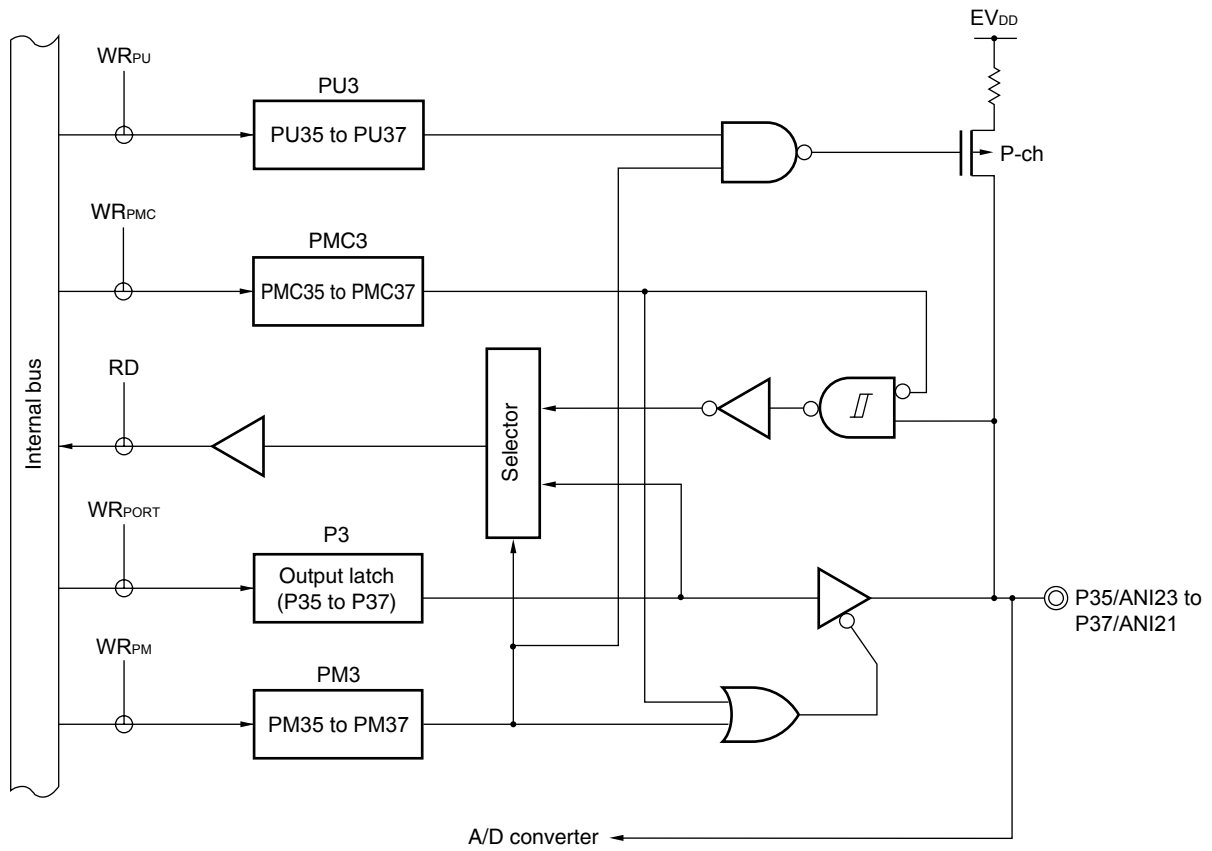 EVDD
WRPU
PU3
PU35 to PU37
P-ch
WRPMC
PMC3
PMC35 to PMC37
RD
Internal bus
Selector
WRPORT
P3
Output latch
(P35 to P37)
P35/ANI23 to
P37/ANI21
WRPM
PM3
PM35 to PM37
A/D converter